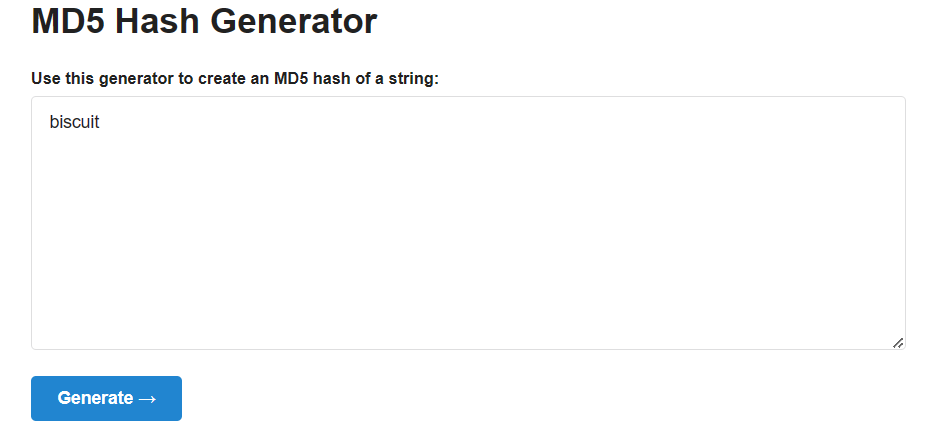 MD5 Hash Generator
Use this generator to create an MD5 hash of a string:
biscuit
Generate →